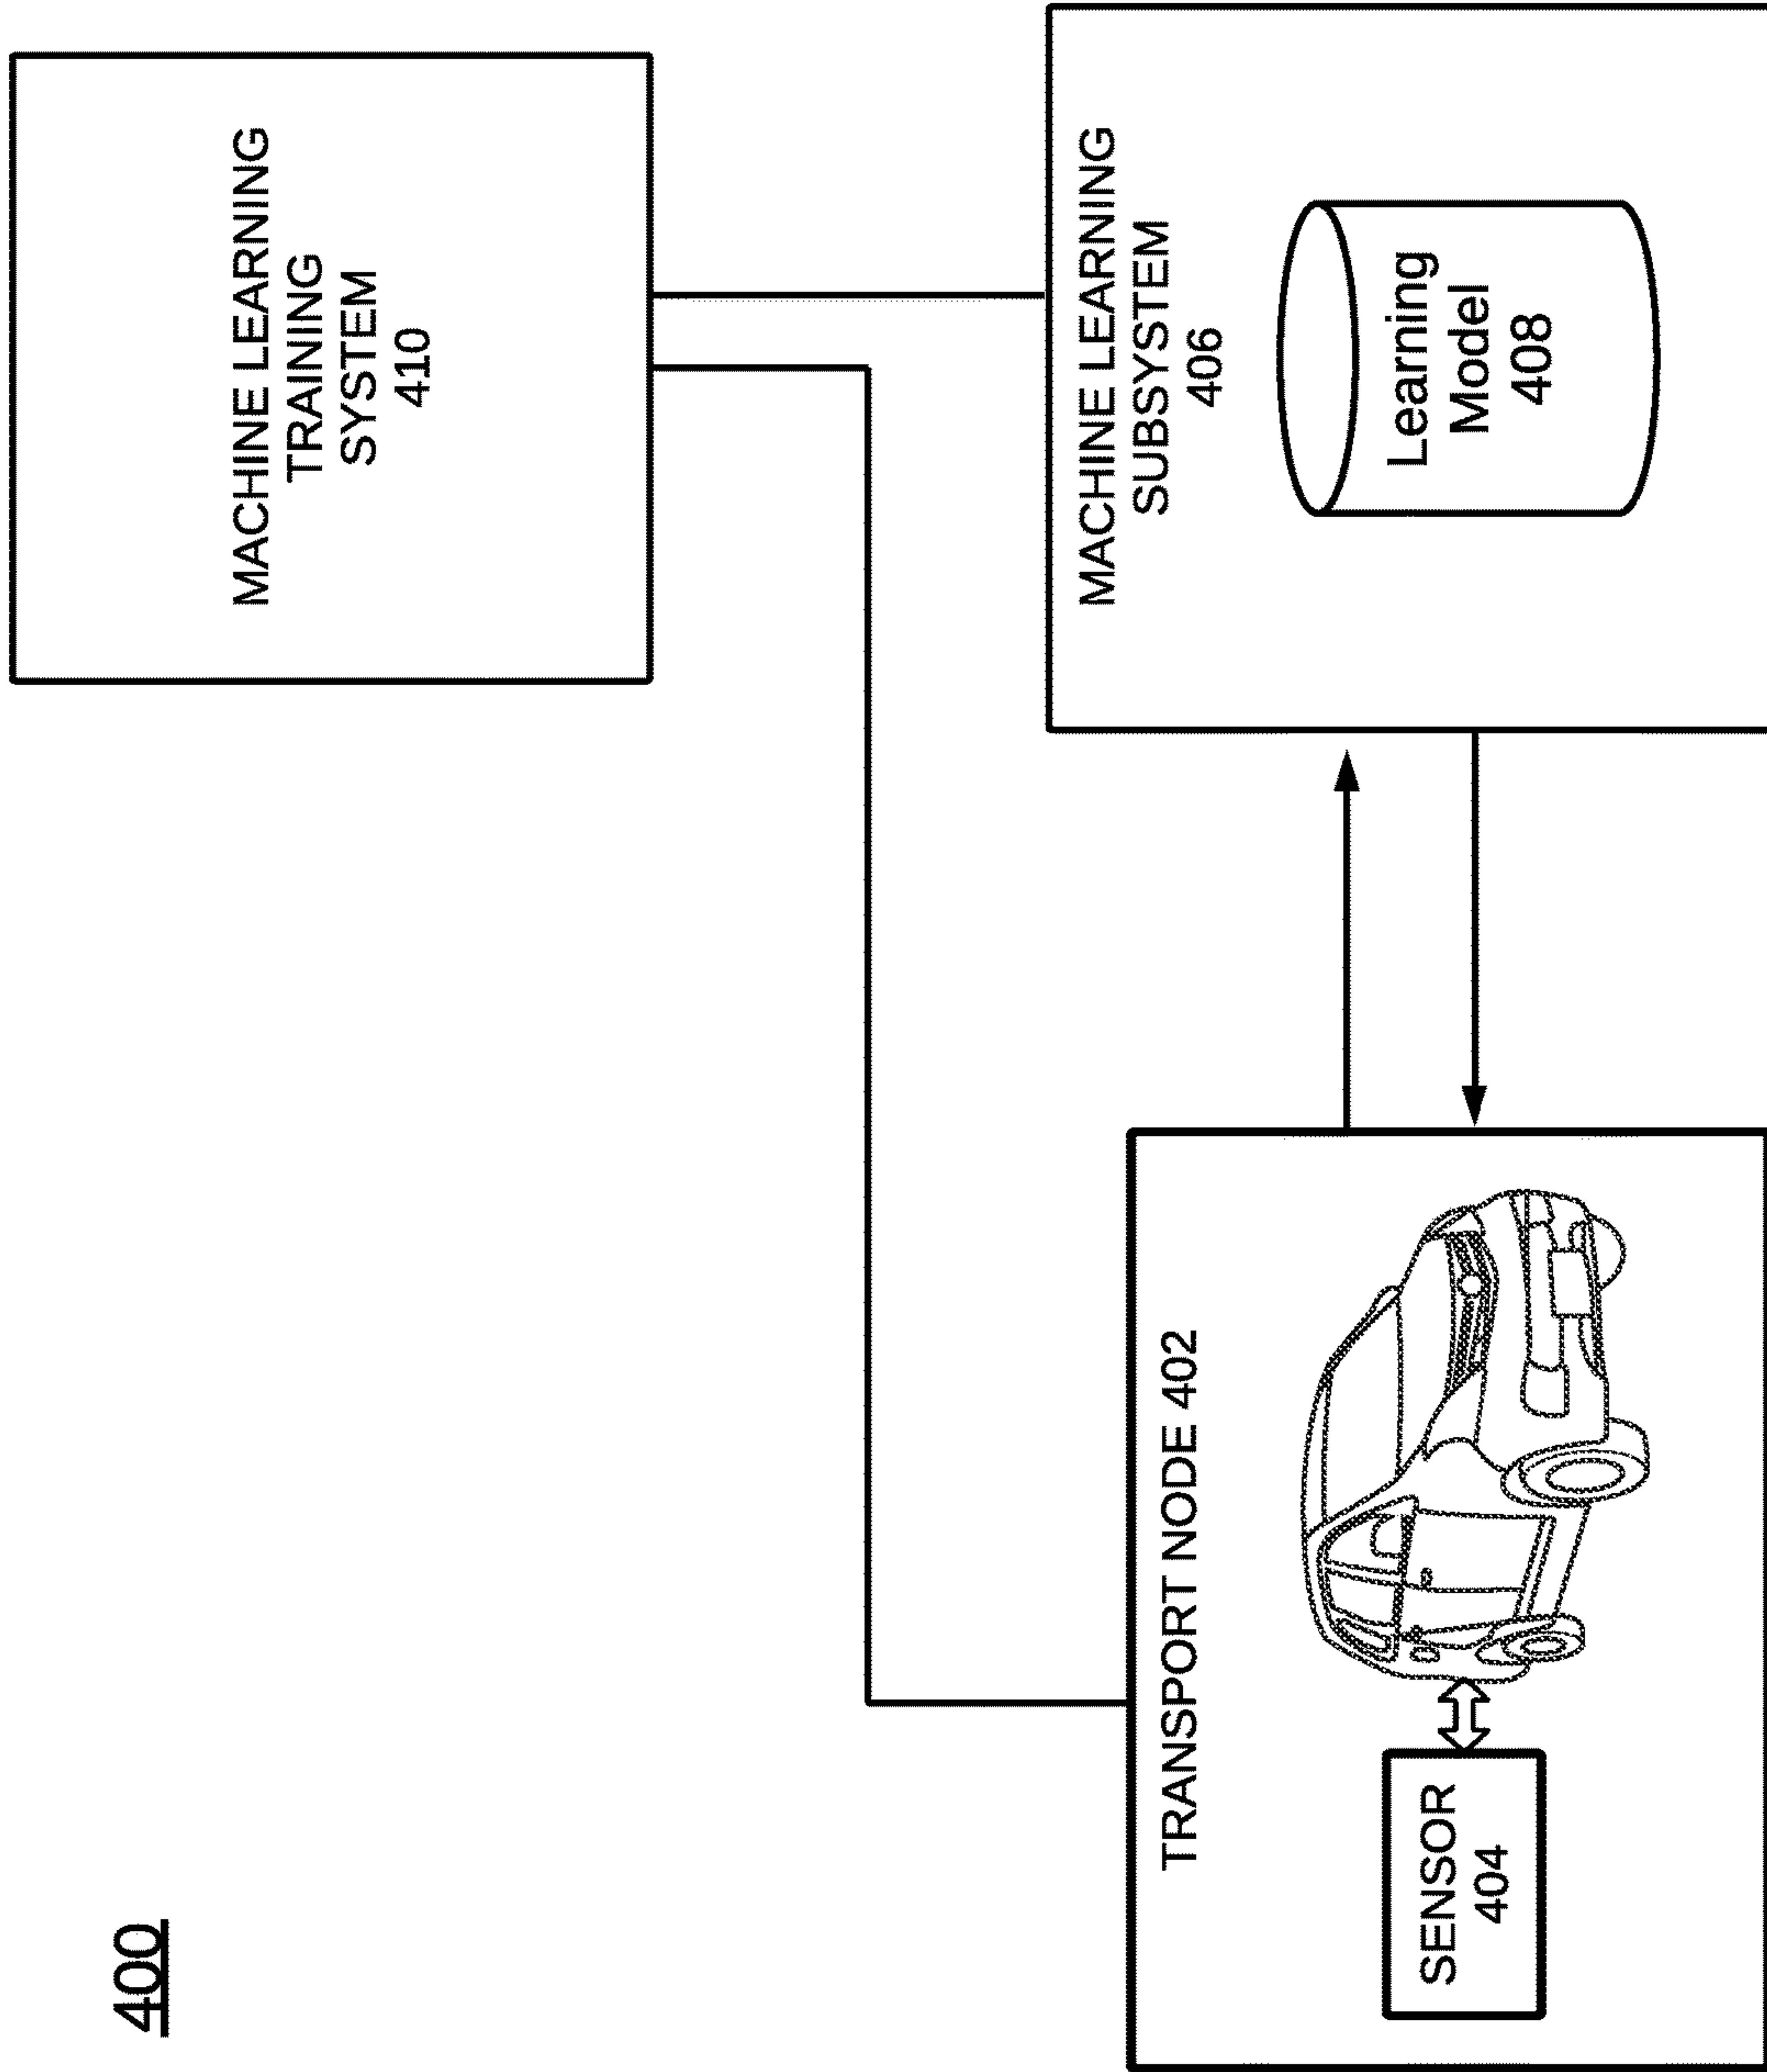 400
MACHINE LEARNING
TRAINING
SYSTEM
410
TRANSPORT NODE 402
SENSOR
404
MACHINE LEARNING
SUBSYSTEM
406
Learning
Model
408